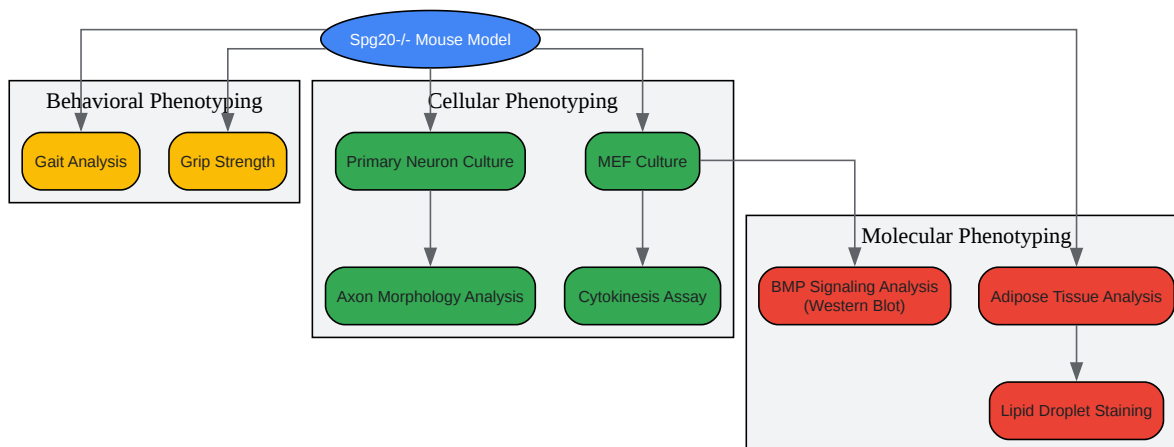 Spg20-/- Mouse Model
Behavioral Phenotyping
Cellular Phenotyping
Gait Analysis
Grip Strength
Primary Neuron Culture
MEF Culture
Molecular Phenotyping
Axon Morphology Analysis
Cytokinesis Assay
BMP Signaling Analysis
(Western Blot)
Adipose Tissue Analysis
Lipid Droplet Staining